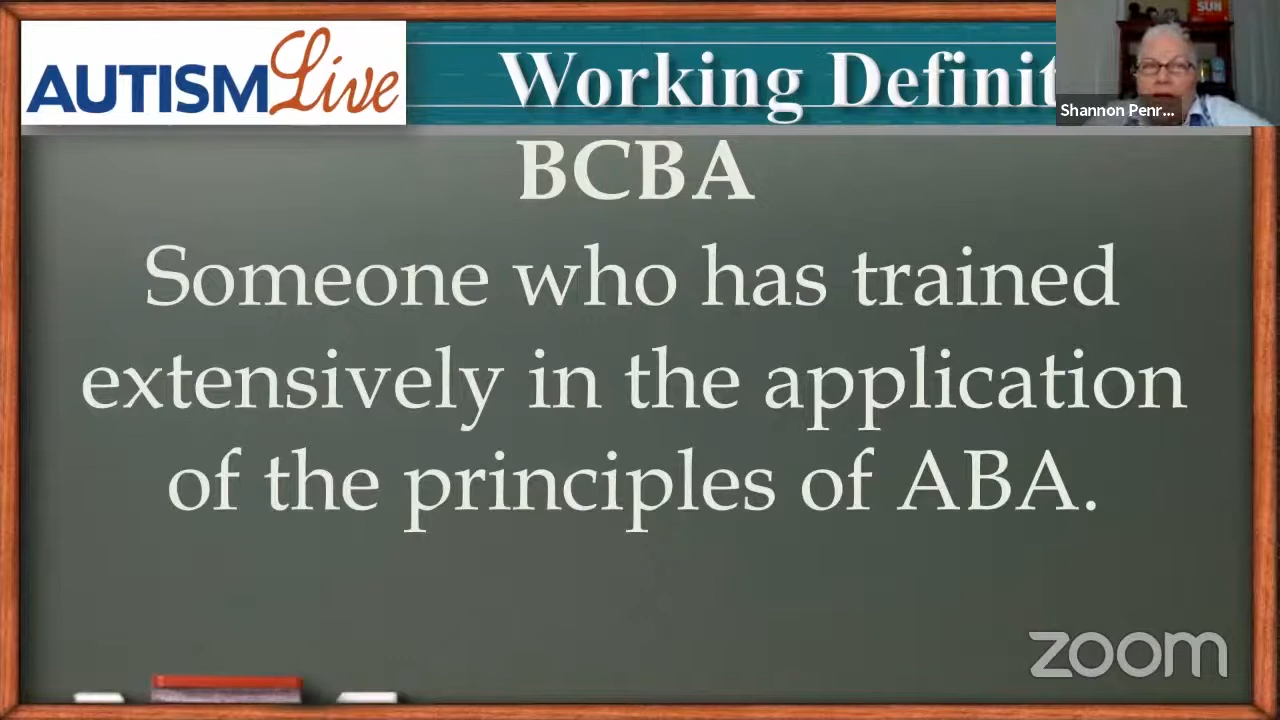 AUTISM Live
Working Definit
SUN
Shannon Penr...
BCBA
Someone who has trained
extensively in the application
of the principles of ABA.
zoom